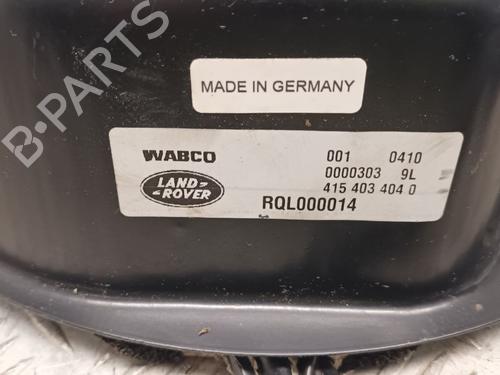 MADE IN GERMANY
WABCO 001 0410
0000303 9L
LAND ROVER 415 403 404 0
RQL000014
B-PARTS